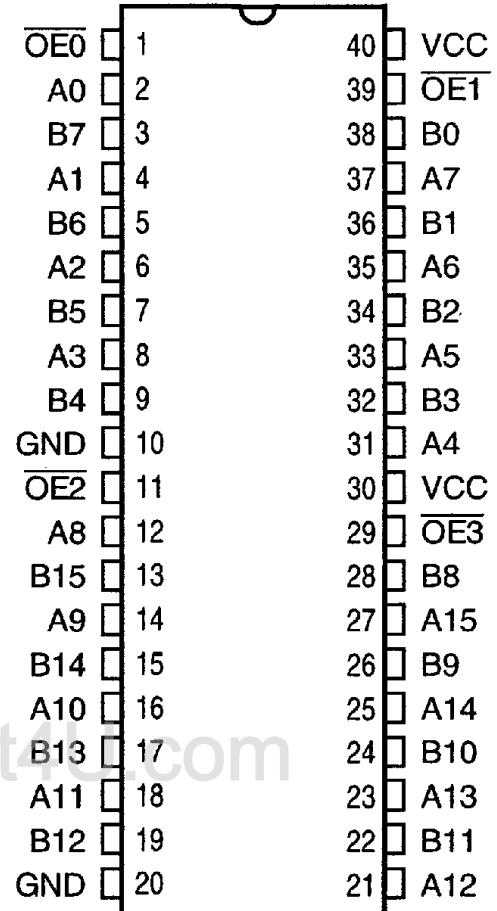 OE0 1 40 VCC
A0 2 39 OE1
B7 3 38 B0
A1 4 37 A7
B6 5 36 B1
A2 6 35 A6
B5 7 34 B2
A3 8 33 A5
B4 9 32 B3
GND 10 31 A4
OE2 11 30 VCC
A8 12 29 OE3
B15 13 28 B8
A9 14 27 A15
B14 15 26 B9
A10 16 25 A14
t4U.com
B13 17 24 B10
A11 18 23 A13
B12 19 22 B11
GND 20 21 A12